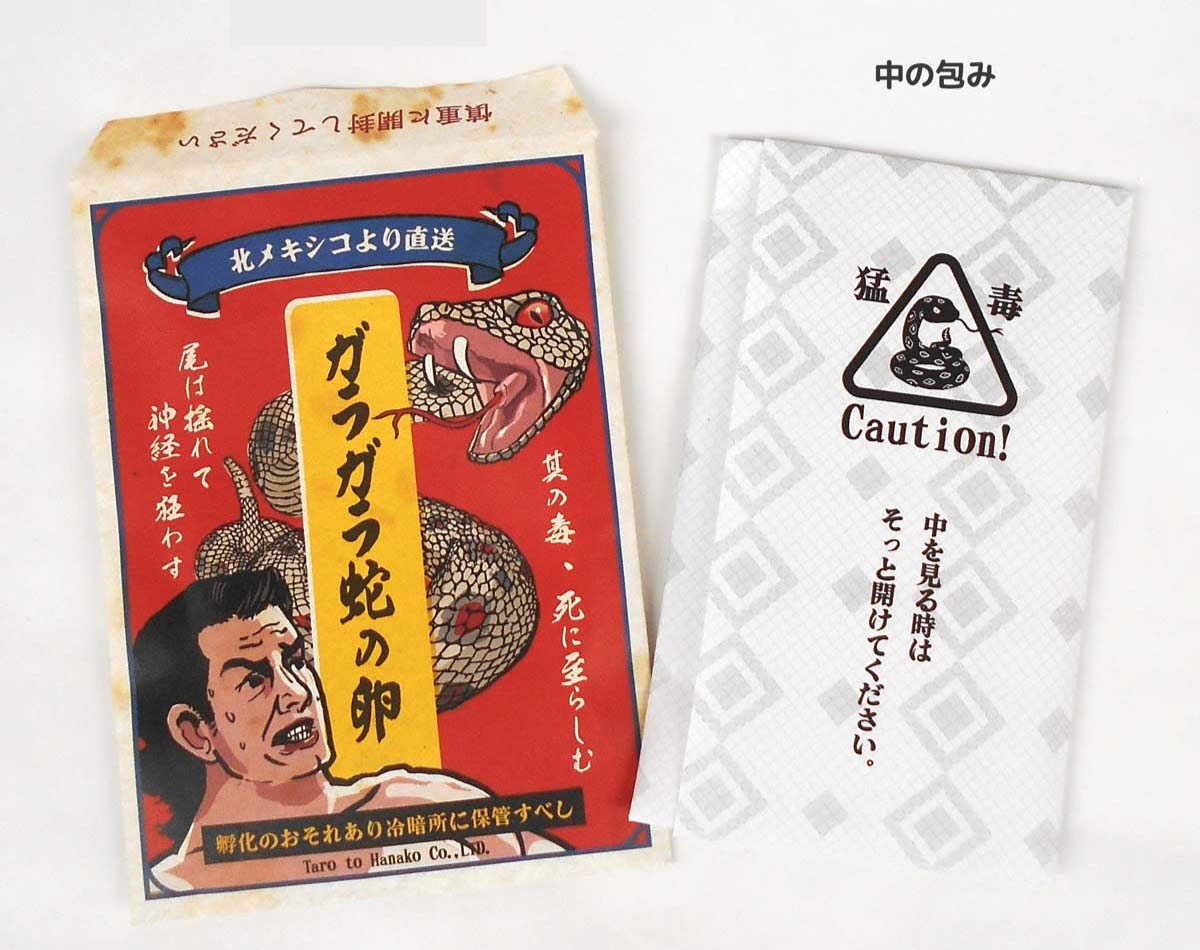 中の包み
慎重に開封してください
北メキシコより直送
ガラガラ蛇の卵
其の毒、死に至らしむ
尾は揺れて
神経を狂わす
孵化のおそれあり冷暗所に保管すべし
Taro to Hanako Co.,LTD.
猛毒
Caution!
中を見る時は
そっと開けてください。